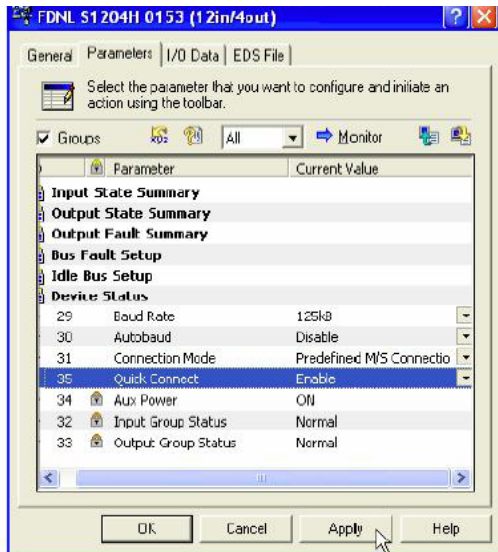 FDNL S1204H 0153 (12in/4out)
General Parameters I/O Data EDS File
Select the parameter that you want to configure and initiate an
action using the toolbar.
Groups All Monitor
Parameter Current Value
Input State Summary
Output State Summary
Output Fault Summary
Bus Fault Setup
Idle Bus Setup
Device Status
29 Baud Rate 125kB
30 Autobaud Disable
31 Connection Mode Predefined M/S Connectio
35 Quick Connect Enable
34 Aux Power ON
32 Input Group Status Normal
33 Output Group Status Normal
OK Cancel Apply Help